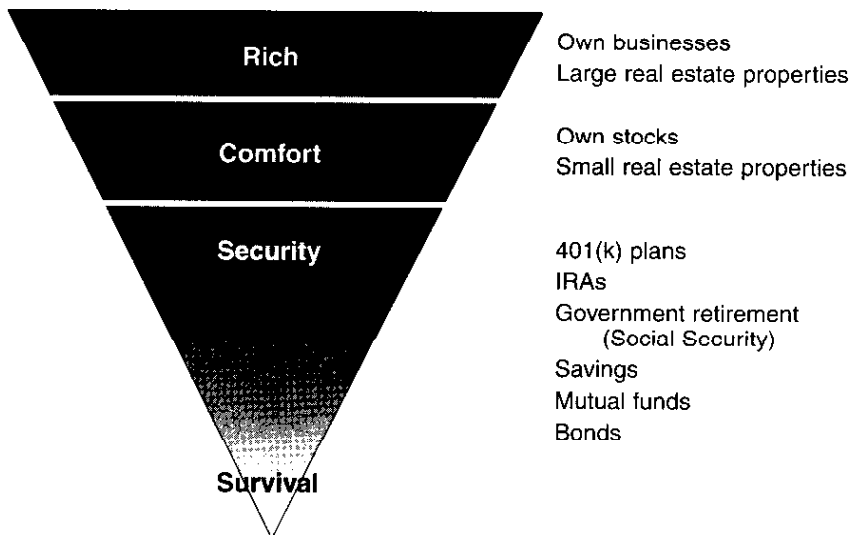 Rich
Own businesses
Large real estate properties
Comfort
Own stocks
Small real estate properties
Security
401(k) plans
IRAs
Government retirement
(Social Security)
Savings
Mutual funds
Bonds
Survival